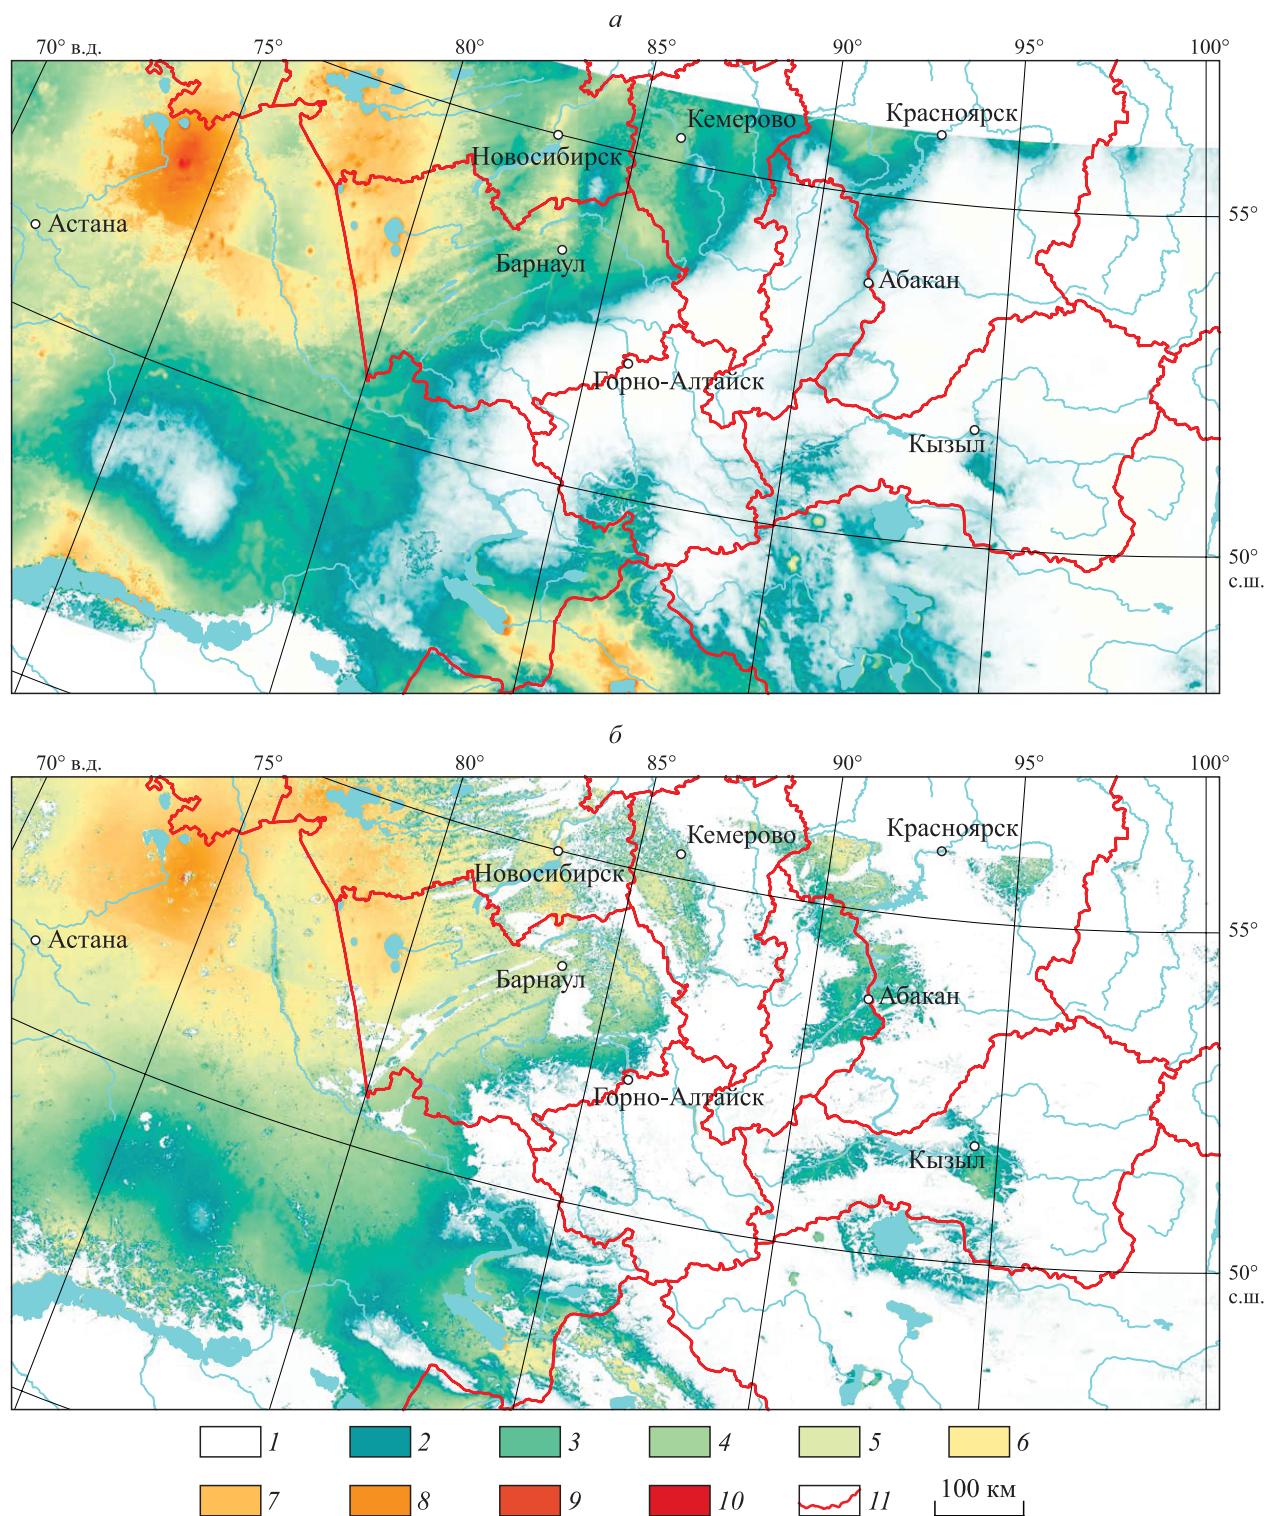 а
70° в.д. 75° 80° 85° 90° 95° 100°
Красноярск
Кемерово
Новосибирск
55°
Астана
Барнаул
Абакан
Горно-Алтайск
Кызыл
50°
с.ш.
б
70° в.д. 75° 80° 85° 90° 95° 100°
Красноярск
Кемерово
Новосибирск
55°
Астана
Барнаул
Абакан
Горно-Алтайск
Кызыл
50°
с.ш.
1 2 3 4 5 6
7 8 9 10 11 100 км